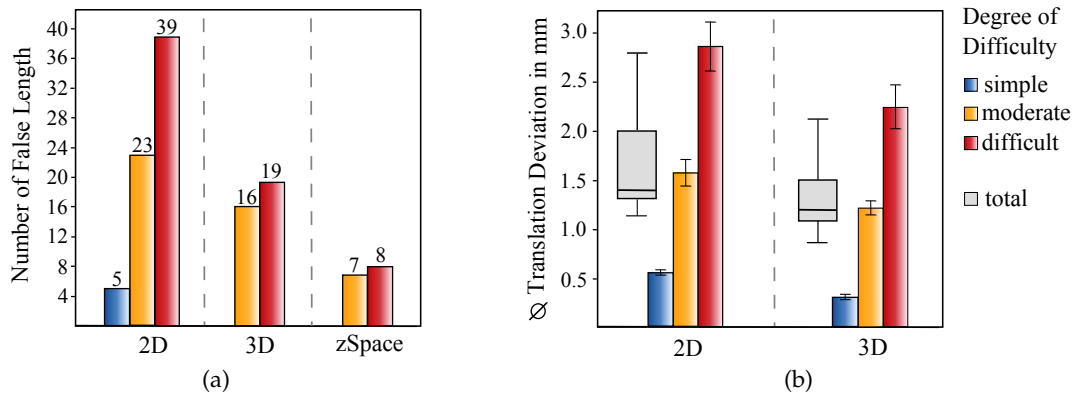 Number of False Length
40
36
32
28
24
20
16
12
8
4
5
23
39
16
19
7
8
2D
3D
zSpace
(a)
∅ Translation Deviation in mm
3.0
2.5
2.0
1.5
1.0
0.5
2D
3D
(b)
Degree of
Difficulty
simple
moderate
difficult
total